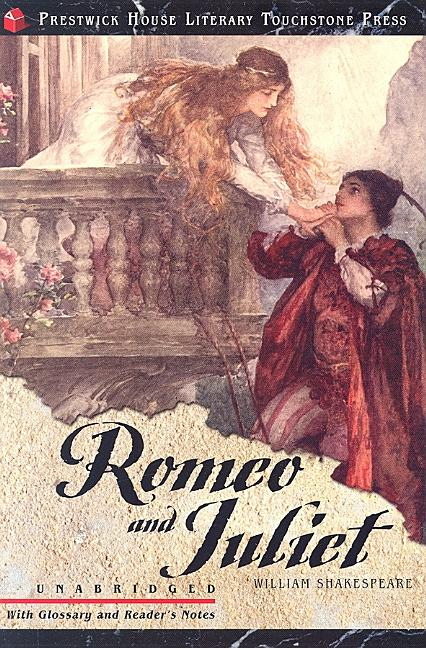 PRESTWICK HOUSE LITERARY TOUCHSTONE PRESS
Romeo
and Juliet
UNABRIDGED
WILLIAM SHAKESPEARE
With Glossary and Reader's Notes